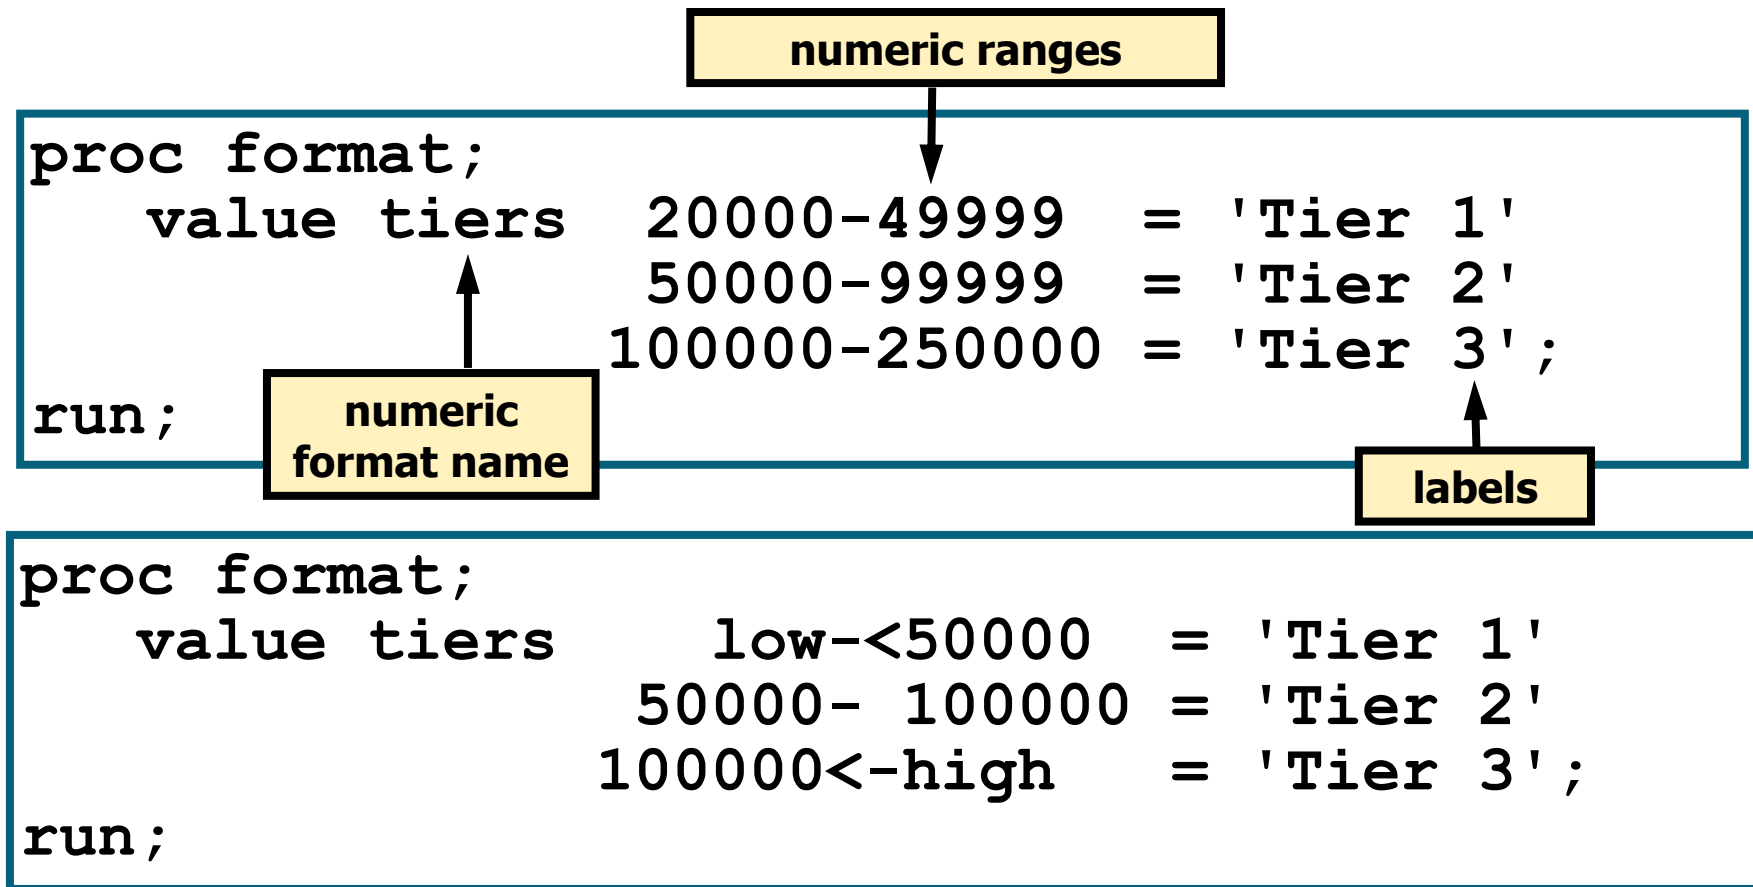 numeric ranges
proc format;
value tiers 20000-49999 = 'Tier 1'
50000-99999 = 'Tier 2'
100000-250000 = 'Tier 3';
run;
numeric
format name
labels
proc format;
value tiers low-<50000 = 'Tier 1'
50000- 100000 = 'Tier 2'
100000<-high = 'Tier 3';
run;